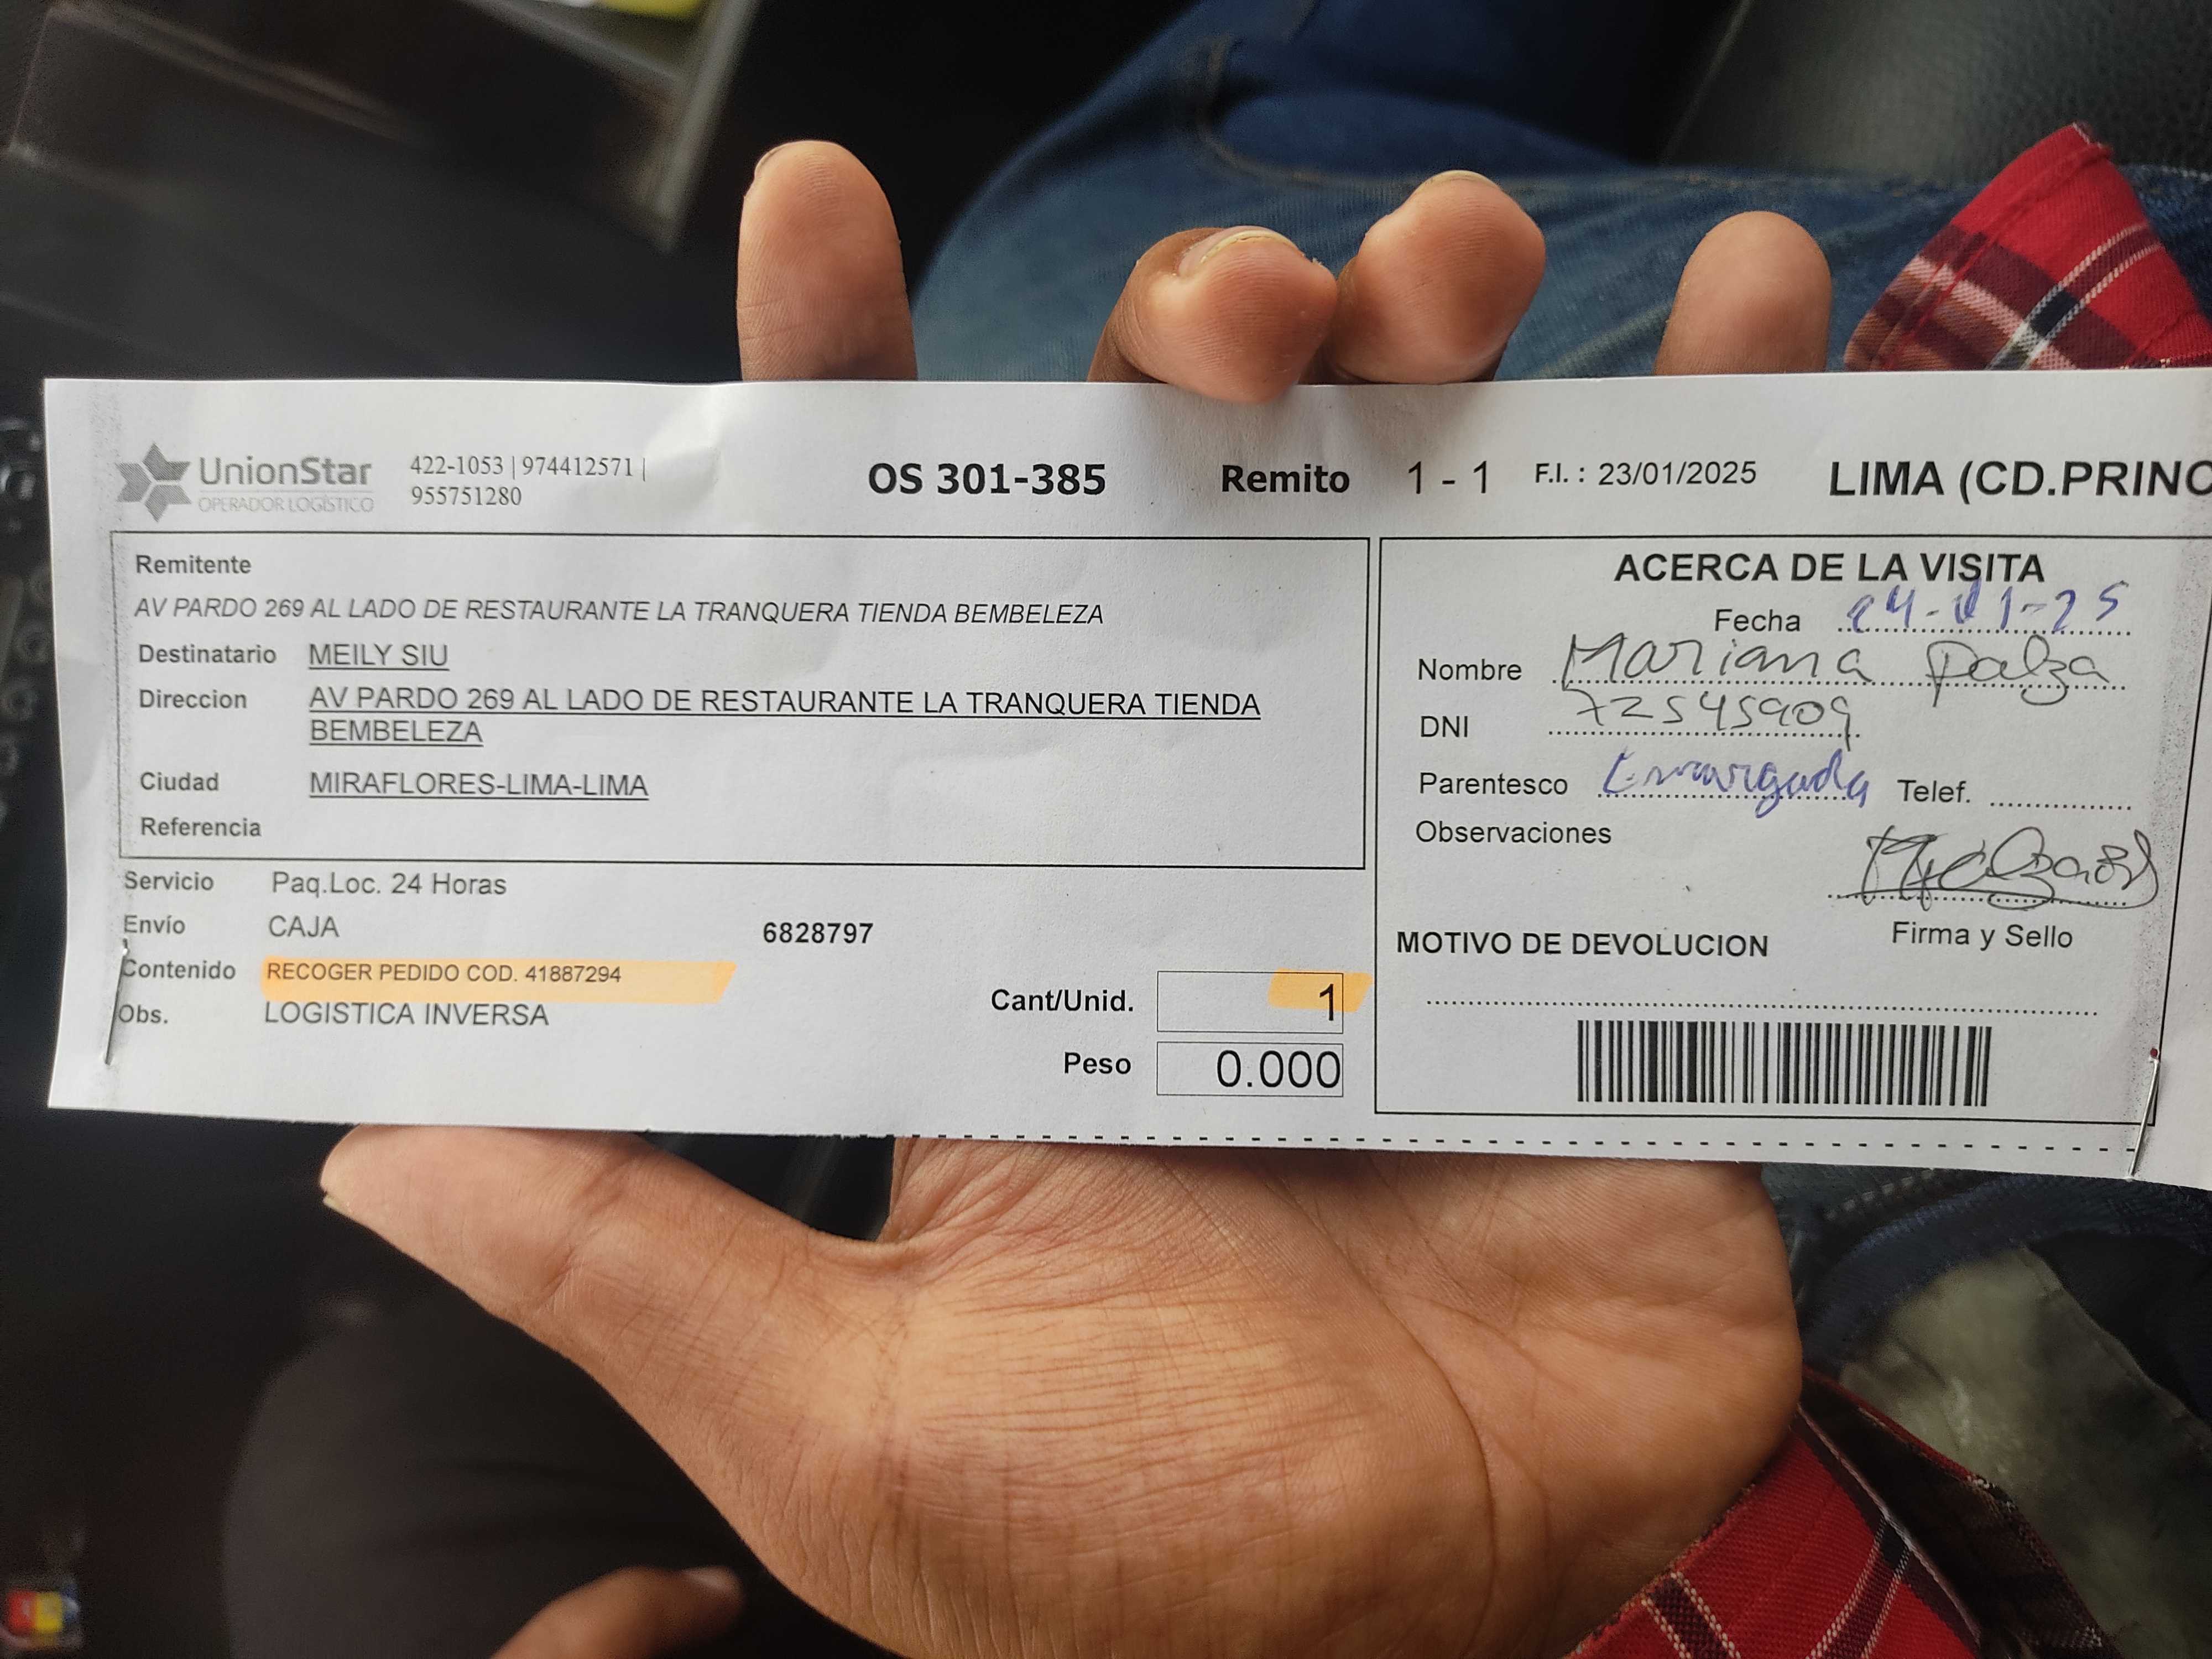 UnionStar
OPERADOR LOGÍSTICO
422-1053 | 974412571 |
955751280
OS 301-385
Remito 1 - 1
F.I. : 23/01/2025
LIMA (CD.PRINC
Remitente
AV PARDO 269 AL LADO DE RESTAURANTE LA TRANQUERA TIENDA BEMBELEZA
Destinatario MEILY SIU
Direccion AV PARDO 269 AL LADO DE RESTAURANTE LA TRANQUERA TIENDA
BEMBELEZA
Ciudad MIRAFLORES-LIMA-LIMA
Referencia
Servicio Paq.Loc. 24 Horas
Envío CAJA 6828797
Contenido RECOGER PEDIDO COD. 41887294
Obs. LOGISTICA INVERSA
Cant/Unid. 1
Peso 0.000
ACERCA DE LA VISITA
Fecha 24-01-25
Nombre Mariana Palza
DNI 72545909
Parentesco Encargada Telef.
Observaciones
Firma y Sello
MOTIVO DE DEVOLUCION